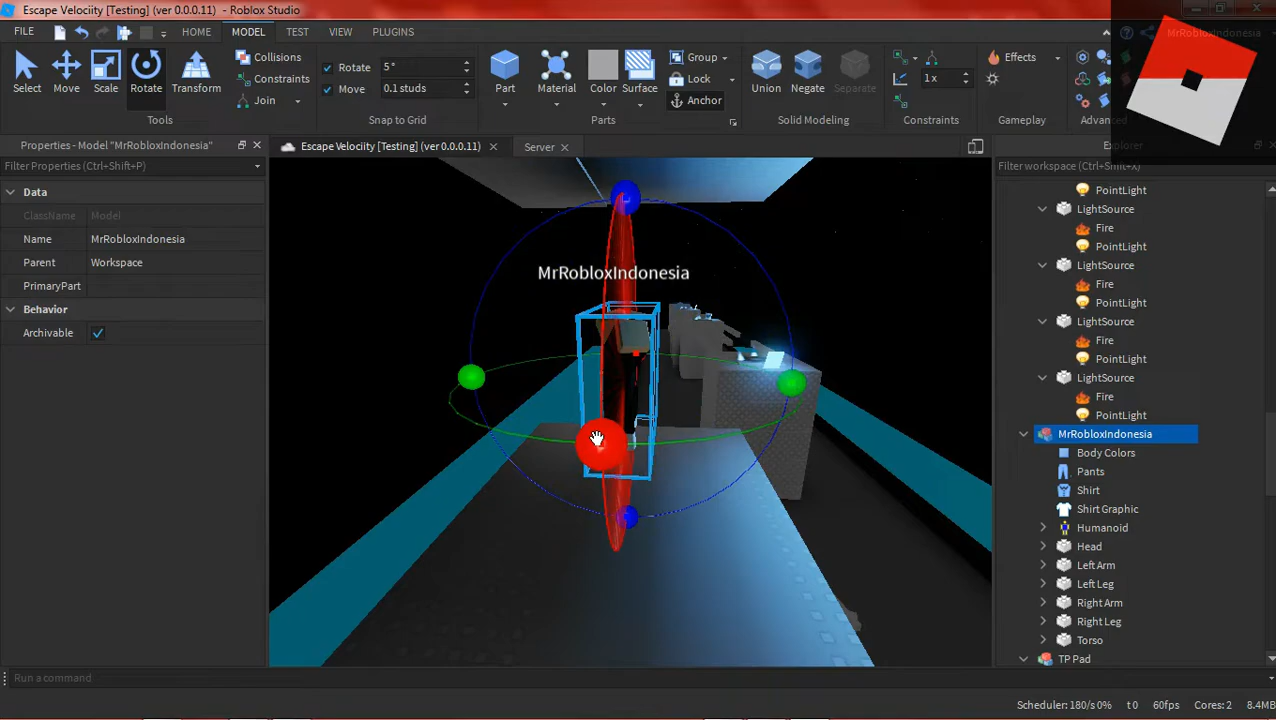 Escape Velociiy [Testing] (ver 0.0.0.11) - Roblox Studio
FILE HOME MODEL TEST VIEW PLUGINS MrRobloxIndonesia
Select Move Scale Rotate Transform
Tools
Rotate 5 °
Move 0.1 studs
Snap to Grid
Collisions
Constraints
Join
Part Material Color Surface
Group
Lock
Anchor
Parts
Union Negate Separate
Solid Modeling
1 x
Constraints
Effects
Gameplay
Advanced
Properties - Model "MrRobloxIndonesia"
Filter Properties (Ctrl+Shift+P)
Data
ClassName Model
Name MrRobloxIndonesia
Parent Workspace
PrimaryPart
Behavior
Archivable
Escape Velocity [Testing] (ver 0.0.0.11)
Server
MrRobloxIndonesia
Explorer
Filter workspace (Ctrl+Shift+X)
PointLight
LightSource
Fire
PointLight
LightSource
Fire
PointLight
LightSource
Fire
PointLight
LightSource
Fire
PointLight
MrRobloxIndonesia
Body Colors
Pants
Shirt
Shirt Graphic
Humanoid
Head
Left Arm
Left Leg
Right Arm
Right Leg
Torso
TP Pad
Run a command
Scheduler: 180/s 0% t 0 60fps Cores: 2 8.4MB